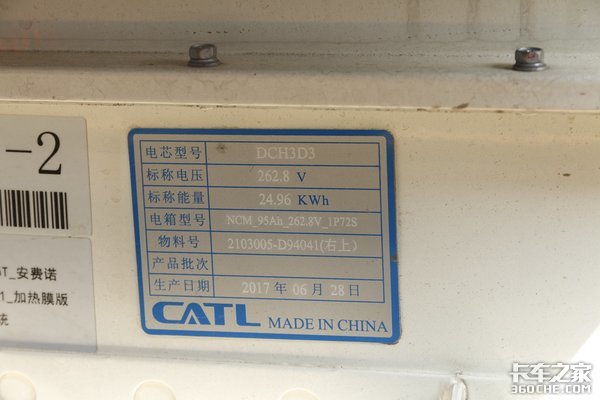 -2
T_安费诺
1_加热膜版
统
电芯型号 DCH3D3
标称电压 262.8 V
标称能量 24.96 KWh
电箱型号 NCM_95Ah_262.8V_1P72S
物料号 2103005-D94041(右上)
产品批次
生产日期 2017 年 06 月 28 日
CATL MADE IN CHINA
卡车之家
360che.com